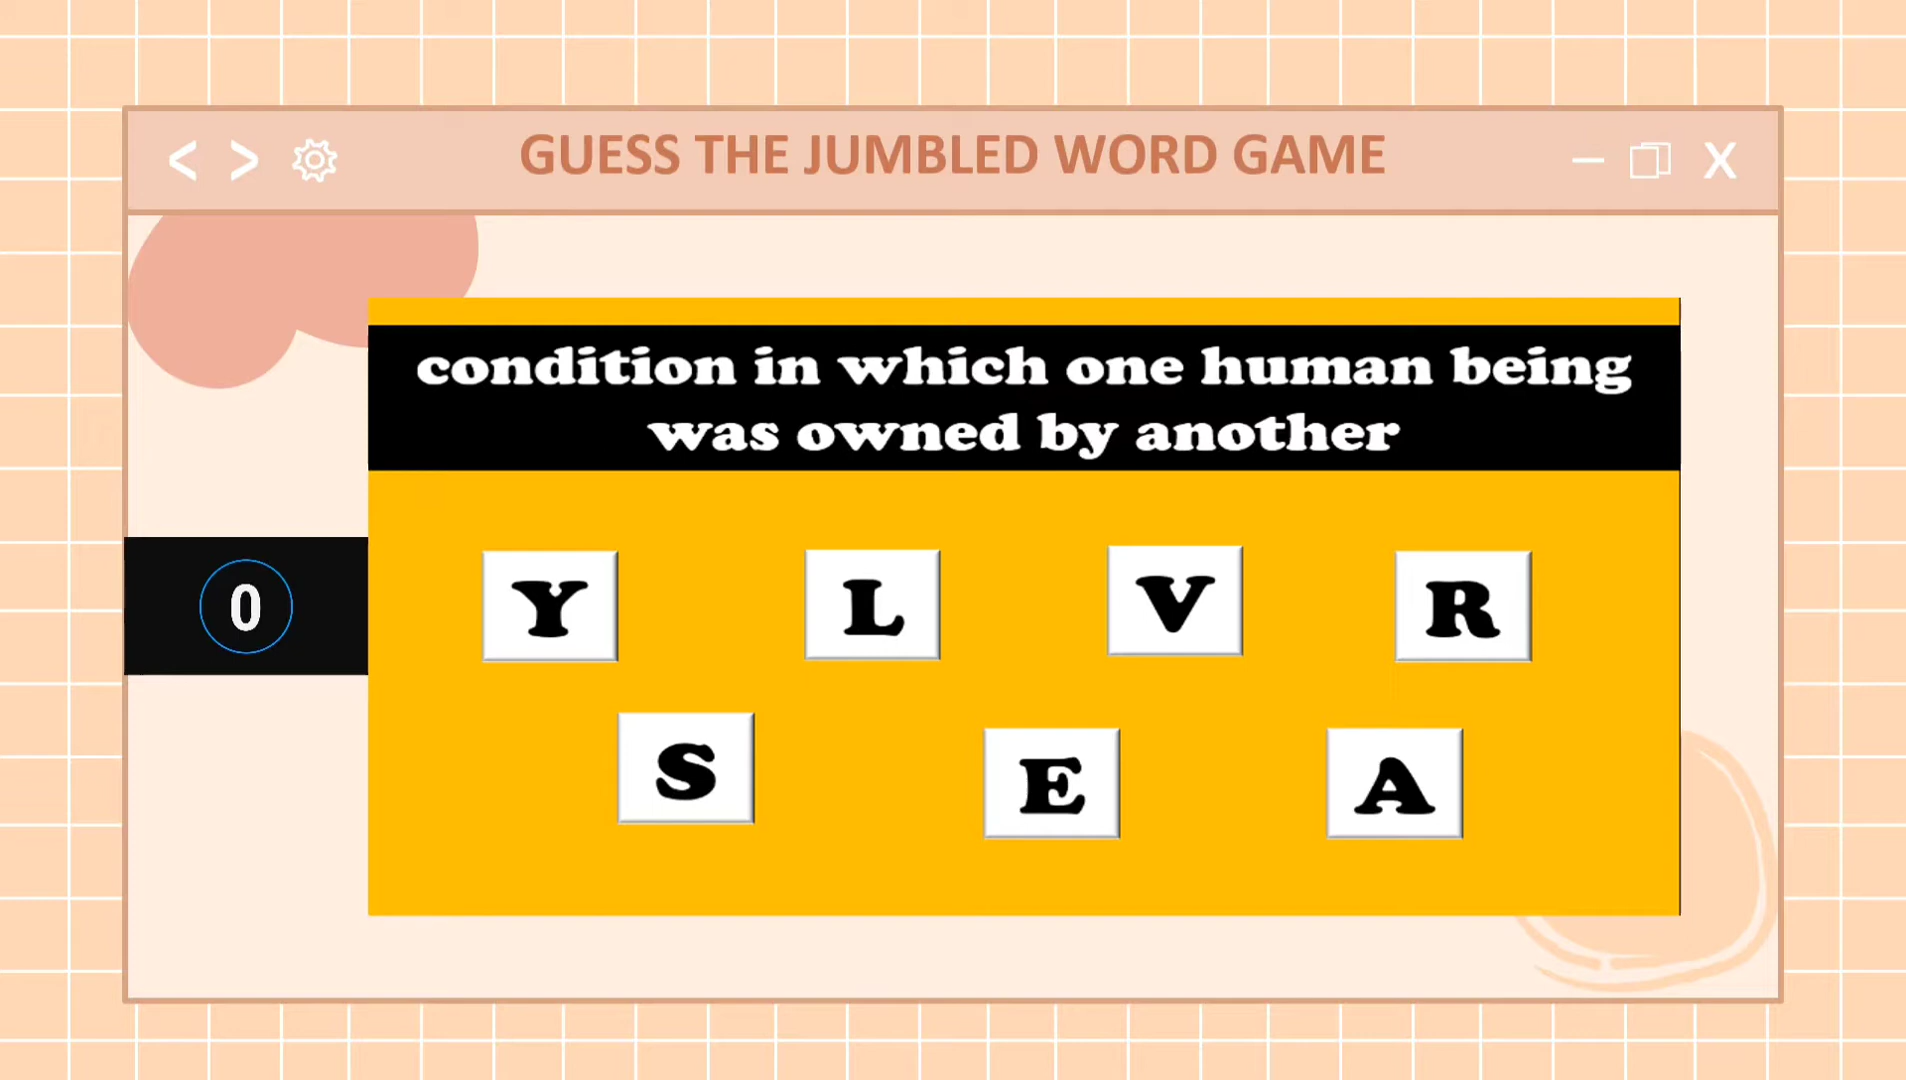 < > GUESS THE JUMBLED WORD GAME X
condition in which one human being
was owned by another
0
Y L V R
S E A